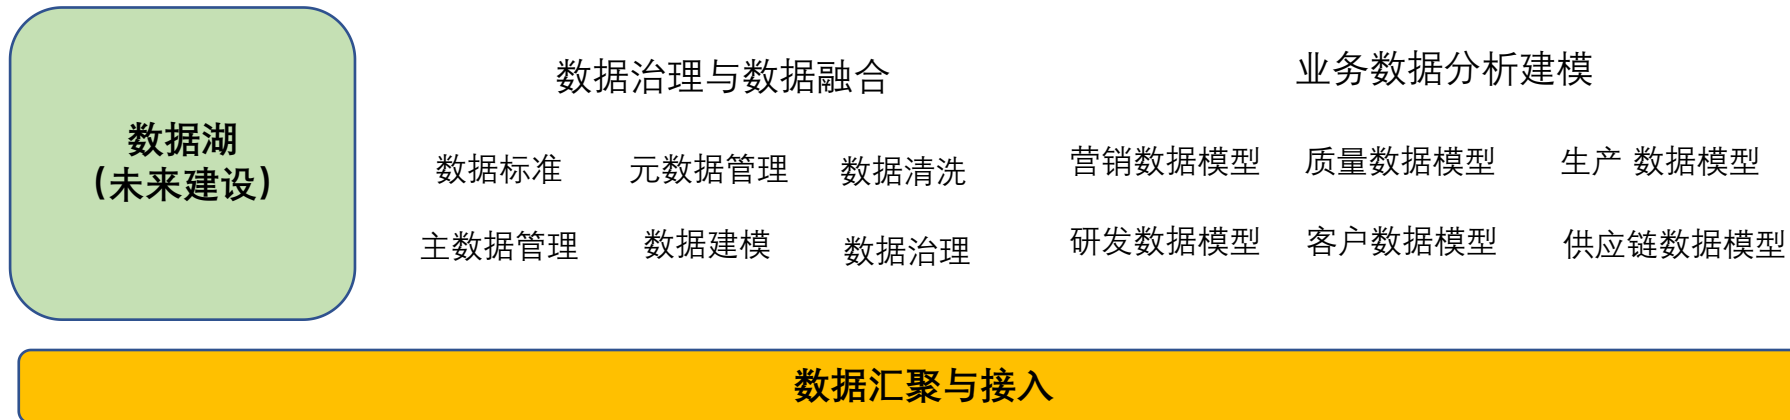 数据湖
(未来建设)
数据治理与数据融合
数据标准 元数据管理 数据清洗
主数据管理 数据建模 数据治理
业务数据分析建模
营销数据模型 质量数据模型 生产 数据模型
研发数据模型 客户数据模型 供应链数据模型
数据汇聚与接入